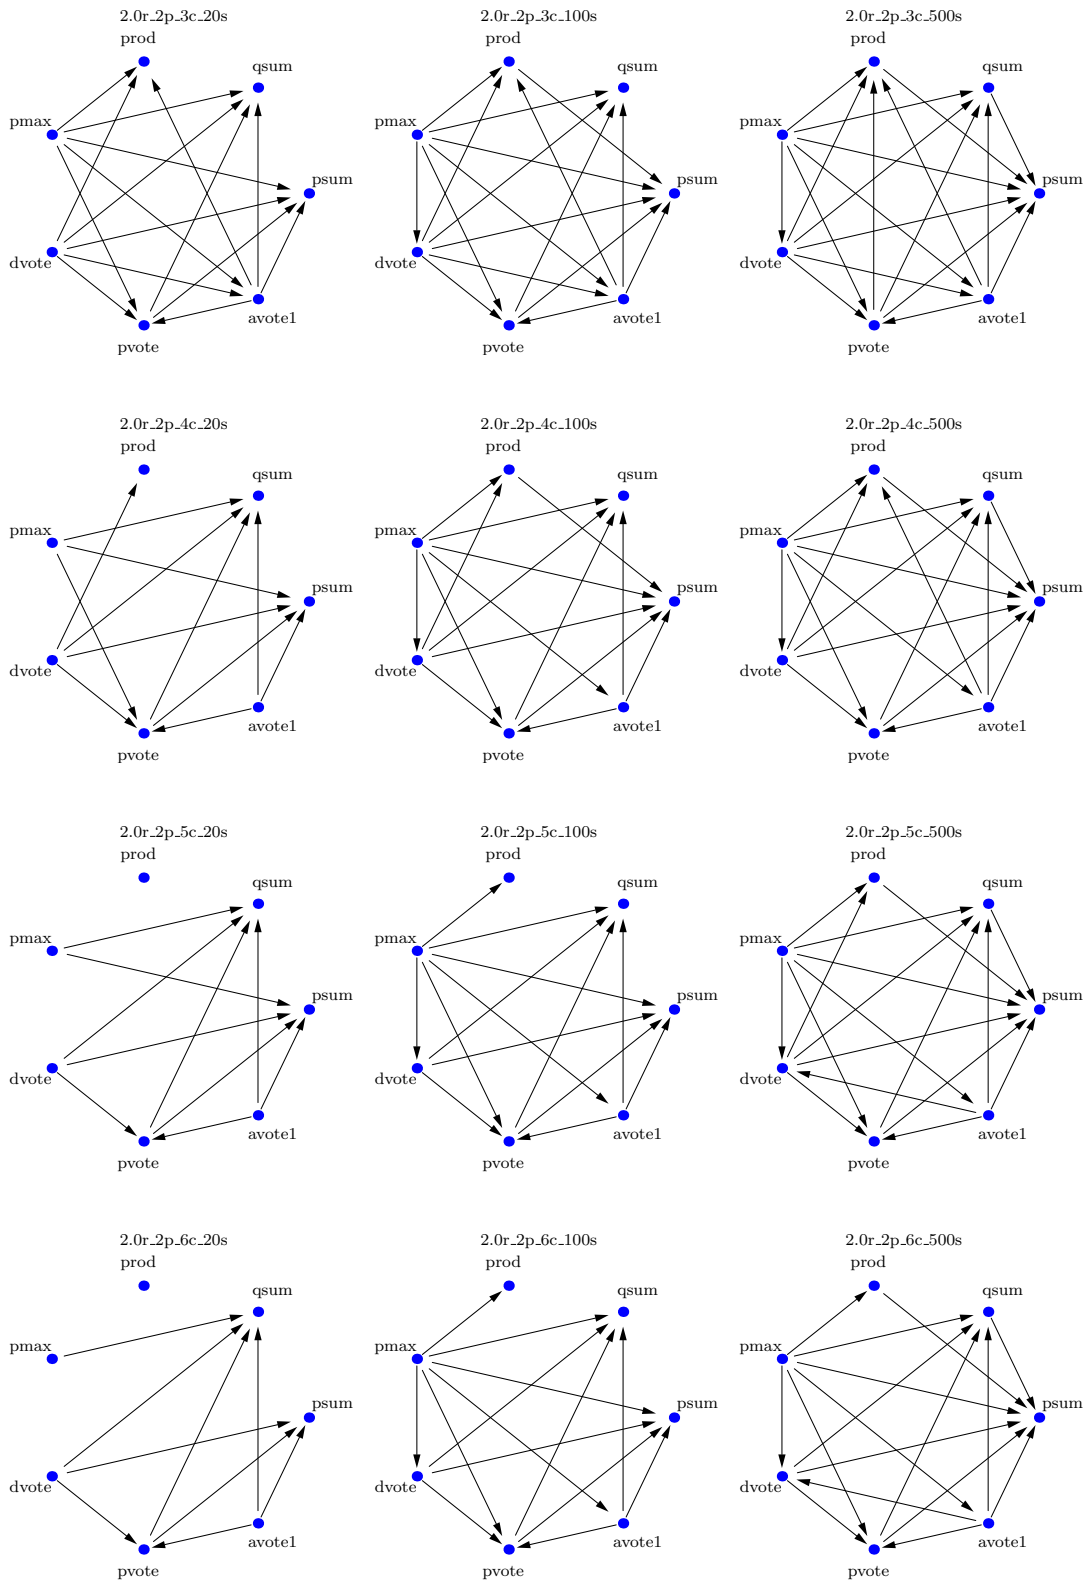 2.0r_2p_3c_20s
prod
qsum
pmax
psum
dvote
avote1
pvote
2.0r_2p_3c_100s
prod
qsum
pmax
psum
dvote
avote1
pvote
2.0r_2p_3c_500s
prod
qsum
pmax
psum
dvote
avote1
pvote
2.0r_2p_4c_20s
prod
qsum
pmax
psum
dvote
avote1
pvote
2.0r_2p_4c_100s
prod
qsum
pmax
psum
dvote
avote1
pvote
2.0r_2p_4c_500s
prod
qsum
pmax
psum
dvote
avote1
pvote
2.0r_2p_5c_20s
prod
qsum
pmax
psum
dvote
avote1
pvote
2.0r_2p_5c_100s
prod
qsum
pmax
psum
dvote
avote1
pvote
2.0r_2p_5c_500s
prod
qsum
pmax
psum
dvote
avote1
pvote
2.0r_2p_6c_20s
prod
qsum
pmax
psum
dvote
avote1
pvote
2.0r_2p_6c_100s
prod
qsum
pmax
psum
dvote
avote1
pvote
2.0r_2p_6c_500s
prod
qsum
pmax
psum
dvote
avote1
pvote